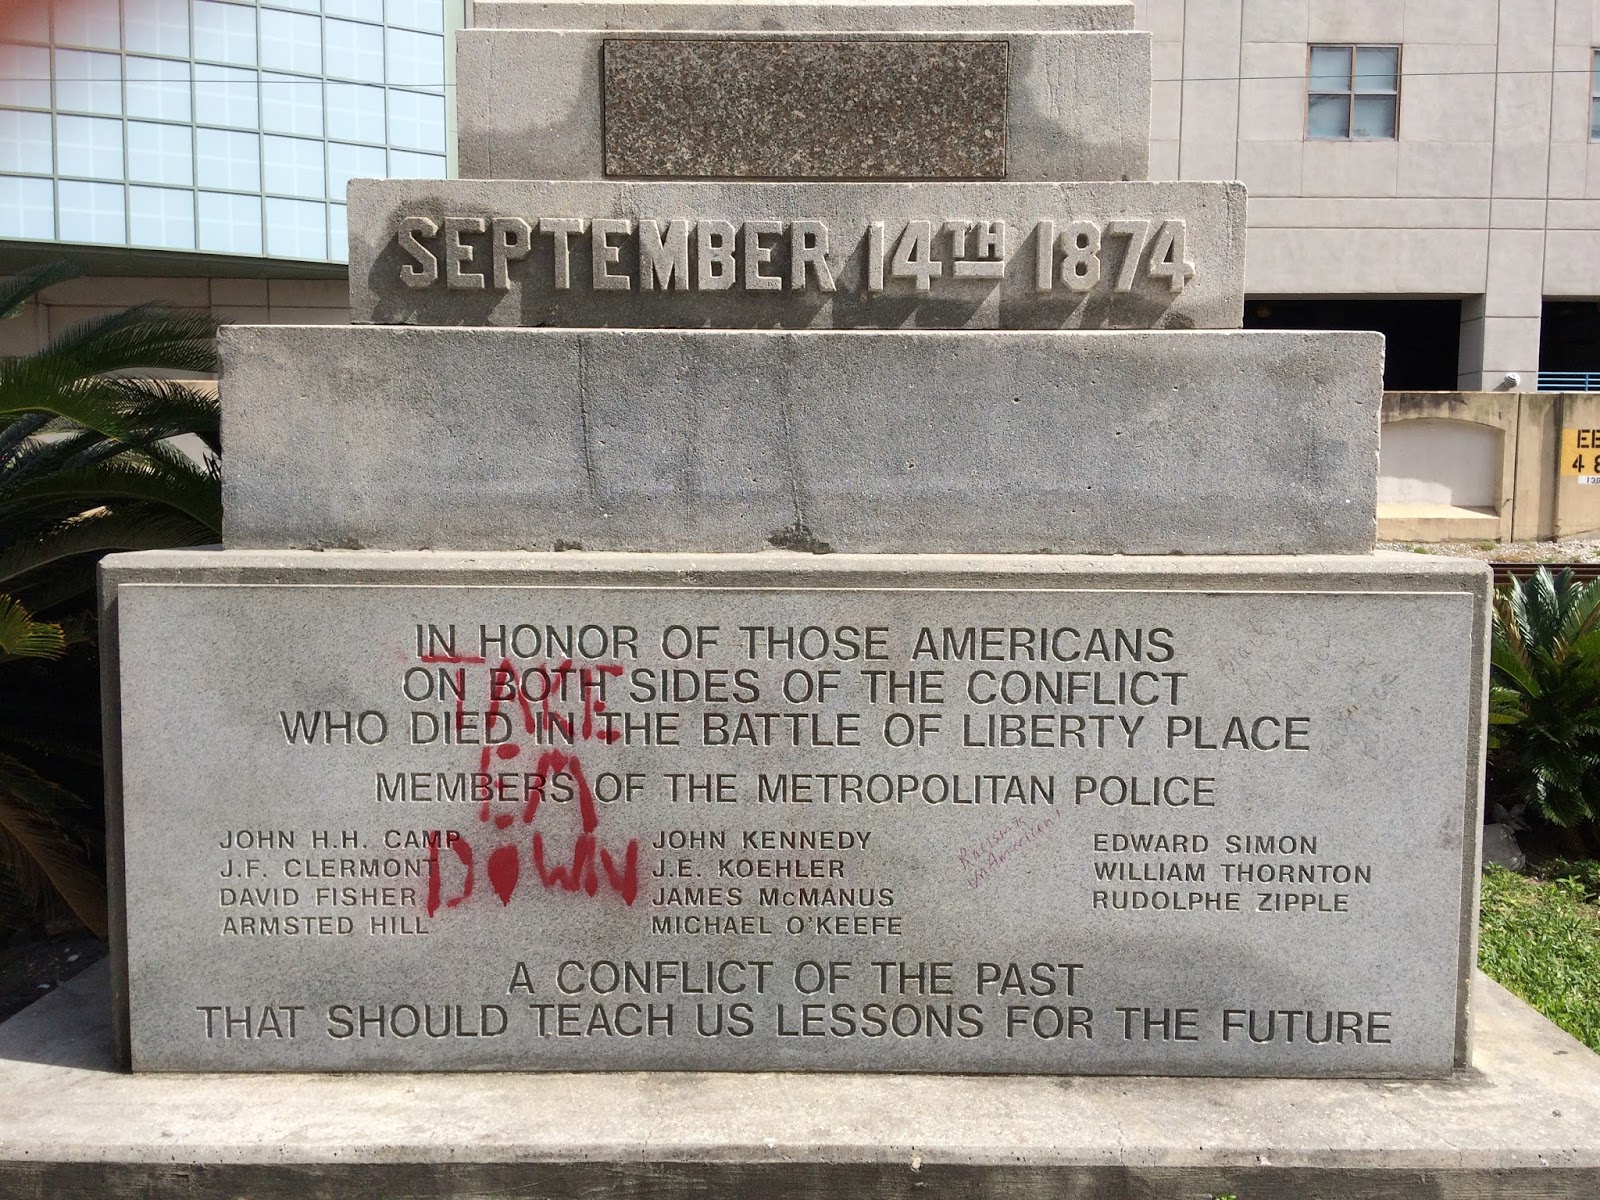 SEPTEMBER 14TH 1874
IN HONOR OF THOSE AMERICANS
ON BOTH SIDES OF THE CONFLICT
WHO DIED IN THE BATTLE OF LIBERTY PLACE
MEMBERS OF THE METROPOLITAN POLICE
JOHN H.H. CAMP
J.F. CLERMONT
DAVID FISHER
ARMSTED HILL
JOHN KENNEDY
J.E. KOEHLER
JAMES McMANUS
MICHAEL O'KEEFE
EDWARD SIMON
WILLIAM THORNTON
RUDOLPHE ZIPPLE
A CONFLICT OF THE PAST
THAT SHOULD TEACH US LESSONS FOR THE FUTURE
TAKE
EM
DOWN
Racism is
UnAmerican!